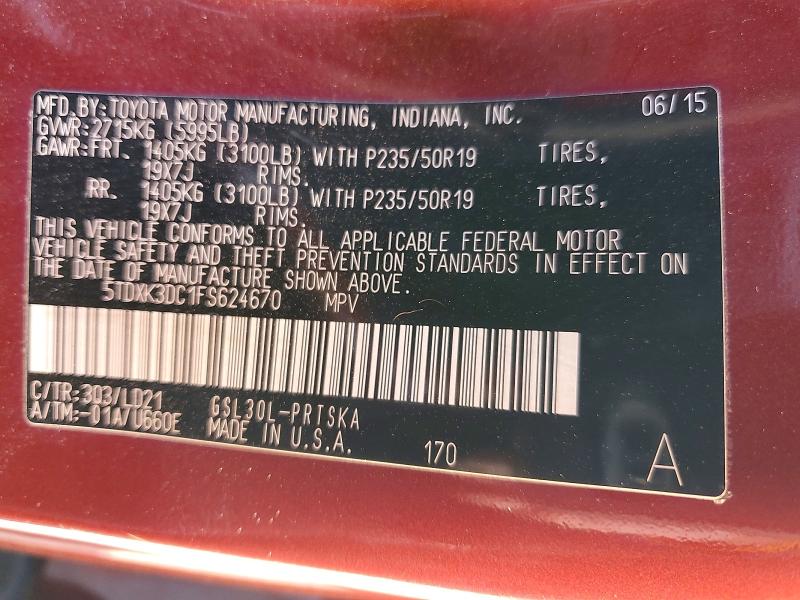 MFD. BY: TOYOTA MOTOR MANUFACTURING, INDIANA, INC. 06/15
GVWR: 2715KG (5995LB)
GAWR: FRT. 1405KG (3100LB) WITH P235/50R19 TIRES,
19X7J RIMS.
RR. 1405KG (3100LB) WITH P235/50R19 TIRES,
19X7J RIMS.
THIS VEHICLE CONFORMS TO ALL APPLICABLE FEDERAL MOTOR
VEHICLE SAFETY AND THEFT PREVENTION STANDARDS IN EFFECT ON
THE DATE OF MANUFACTURE SHOWN ABOVE.
5TDXK3DC1FS624670 MPV
C/TR: 3Q3/LD21 GSL30L-PRTSKA
A/TM: -01A/U660E MADE IN U.S.A. 170 A